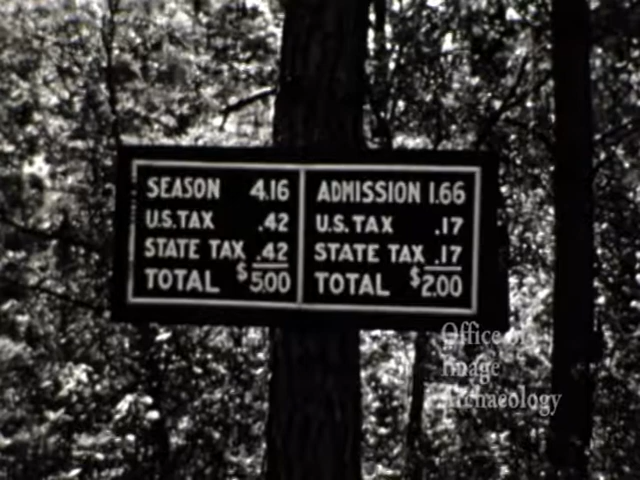 SEASON 4.16
U.S. TAX .42
STATE TAX .42
TOTAL $5.00
ADMISSION 1.66
U.S. TAX .17
STATE TAX .17
TOTAL $2.00
Office of
Image
Archaeology